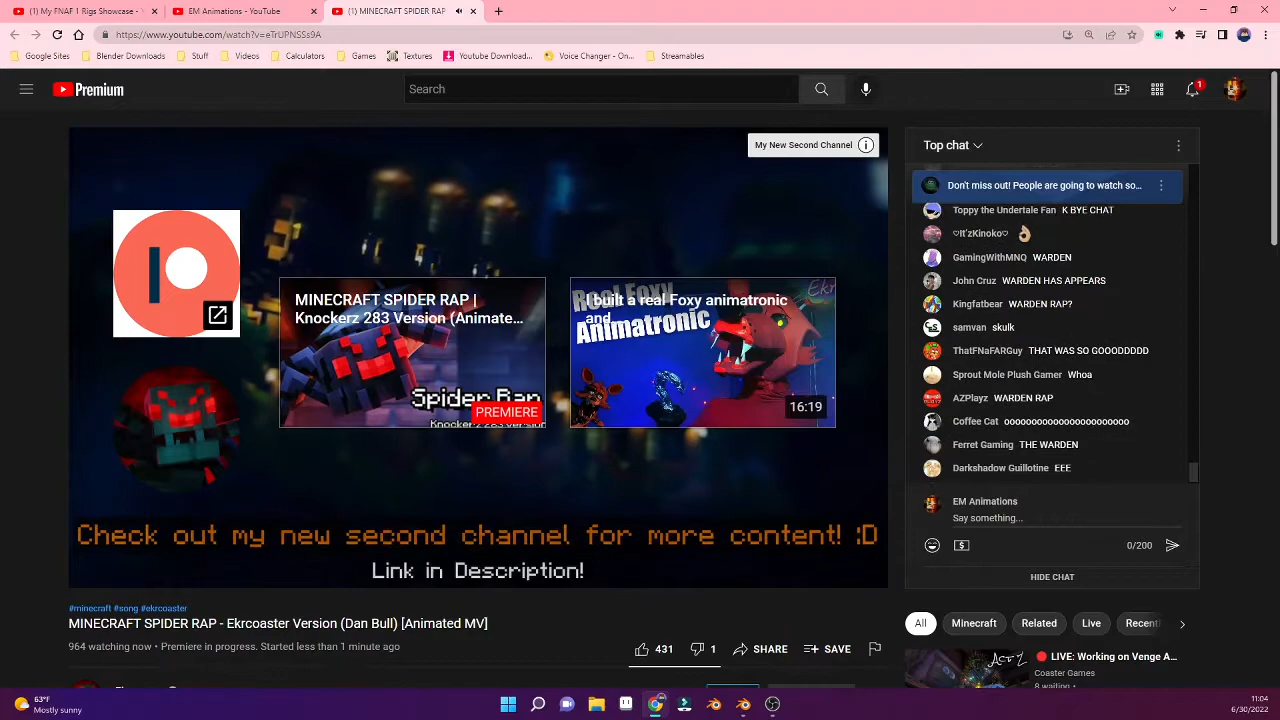 (1) My FNAF 1 Rigs Showcase -
EM Animations - YouTube
(1) MINECRAFT SPIDER RAP
https://www.youtube.com/watch?v=eTrUPNSSs9A
Google Sites
Blender Downloads
Stuff
Videos
Calculators
Games
Textures
Youtube Download...
Voice Changer - On...
Streamables
Premium
Search
1
My New Second Channel
MINECRAFT SPIDER RAP |
Knockerz 283 Version (Animate...
Spider Rap
PREMIERE
Knockerz 283 version
Real Foxy
I built a real Foxy animatronic
and
Animatronic
16:19
Check out my new second channel for more content! :D
Link in Description!
#minecraft #song #ekrcoaster
MINECRAFT SPIDER RAP - Ekrcoaster Version (Dan Bull) [Animated MV]
964 watching now • Premiere in progress. Started less than 1 minute ago
431
1
SHARE
SAVE
Top chat
Don't miss out! People are going to watch so...
Toppy the Undertale Fan K BYE CHAT
♡It'zKinoko♡ 👌
GamingWithMNQ WARDEN
John Cruz WARDEN HAS APPEARS
Kingfatbear WARDEN RAP?
samvan skulk
ThatFNaFARGuy THAT WAS SO GOOODDDDD
Sprout Mole Plush Gamer Whoa
AZPlayz WARDEN RAP
Coffee Cat oooooooooooooooooooooo
Ferret Gaming THE WARDEN
Darkshadow Guillotine EEE
EM Animations
Say something...
0/200
HIDE CHAT
All
Minecraft
Related
Live
Recent
LIVE: Working on Venge A...
Coaster Games
8 waiting •
63°F
Mostly sunny
11:04
6/30/2022